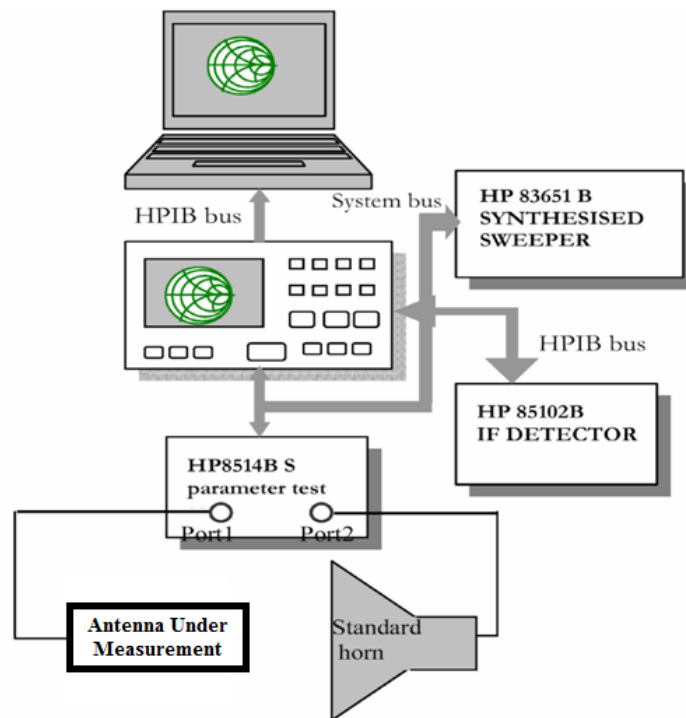 HPIB bus
System bus
HP 83651 B
SYNTHESISED
SWEEPER
HPIB bus
HP 85102B
IF DETECTOR
HP8514B S
parameter test
Port1
Port2
Antenna Under
Measurement
Standard
horn